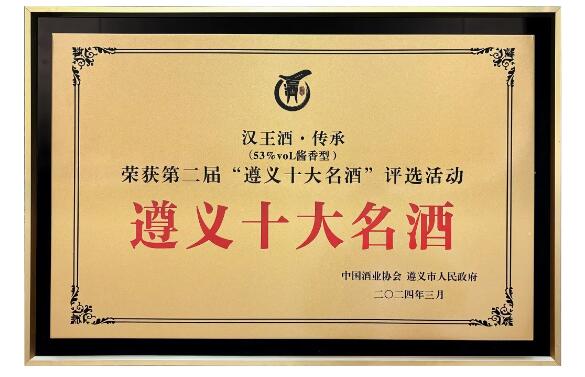 汉王酒·传承
(53%voL酱香型)
荣获第二届“遵义十大名酒”评选活动
遵义十大名酒
中国酒业协会 遵义市人民政府
二〇二四年三月